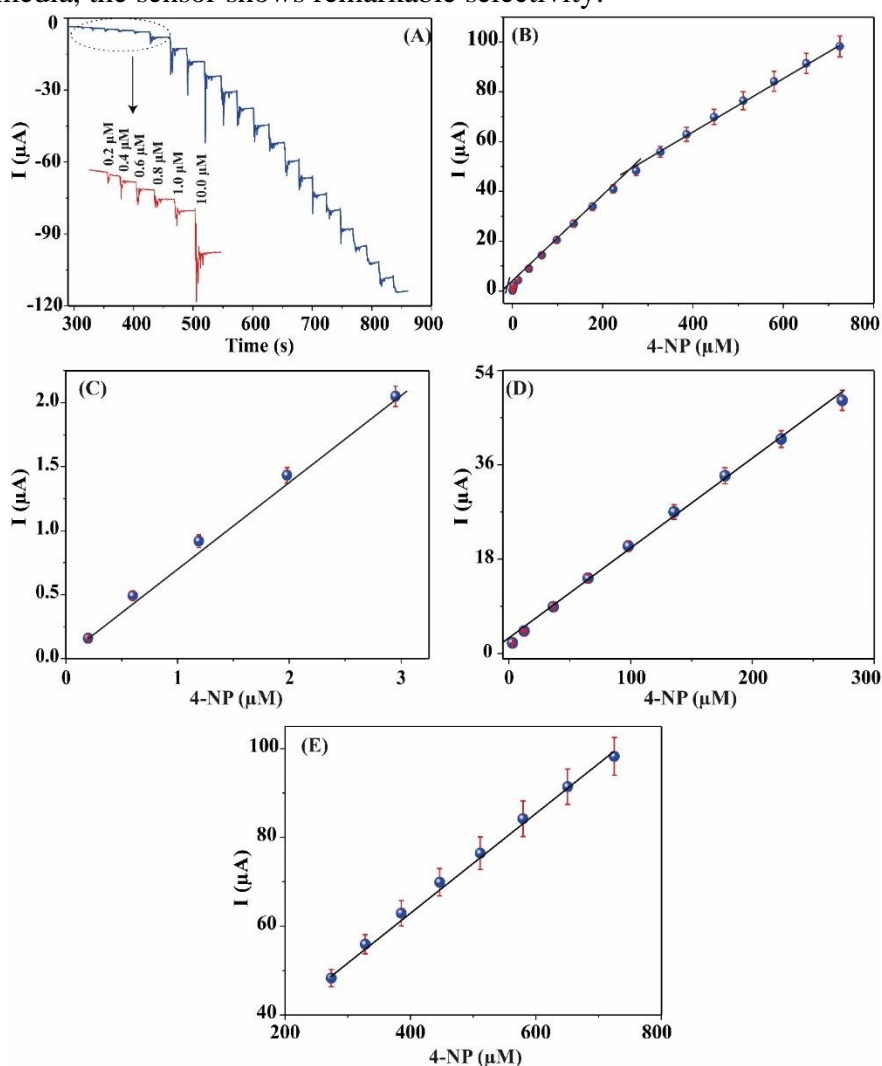 media, the sensor shows remarkable selectivity.
(A)
I (µA)
0
-30
-60
-90
-120
0.2 µM
0.4 µM
0.6 µM
0.8 µM
1.0 µM
10.0 µM
300 400 500 600 700 800 900
Time (s)
(B)
I (µA)
100
80
60
40
20
0
0 200 400 600 800
4-NP (µM)
(C)
I (µA)
2.0
1.5
1.0
0.5
0.0
0 1 2 3
4-NP (µM)
(D)
I (µA)
54
36
18
0
0 100 200 300
4-NP (µM)
(E)
I (µA)
100
80
60
40
200 400 600 800
4-NP (µM)